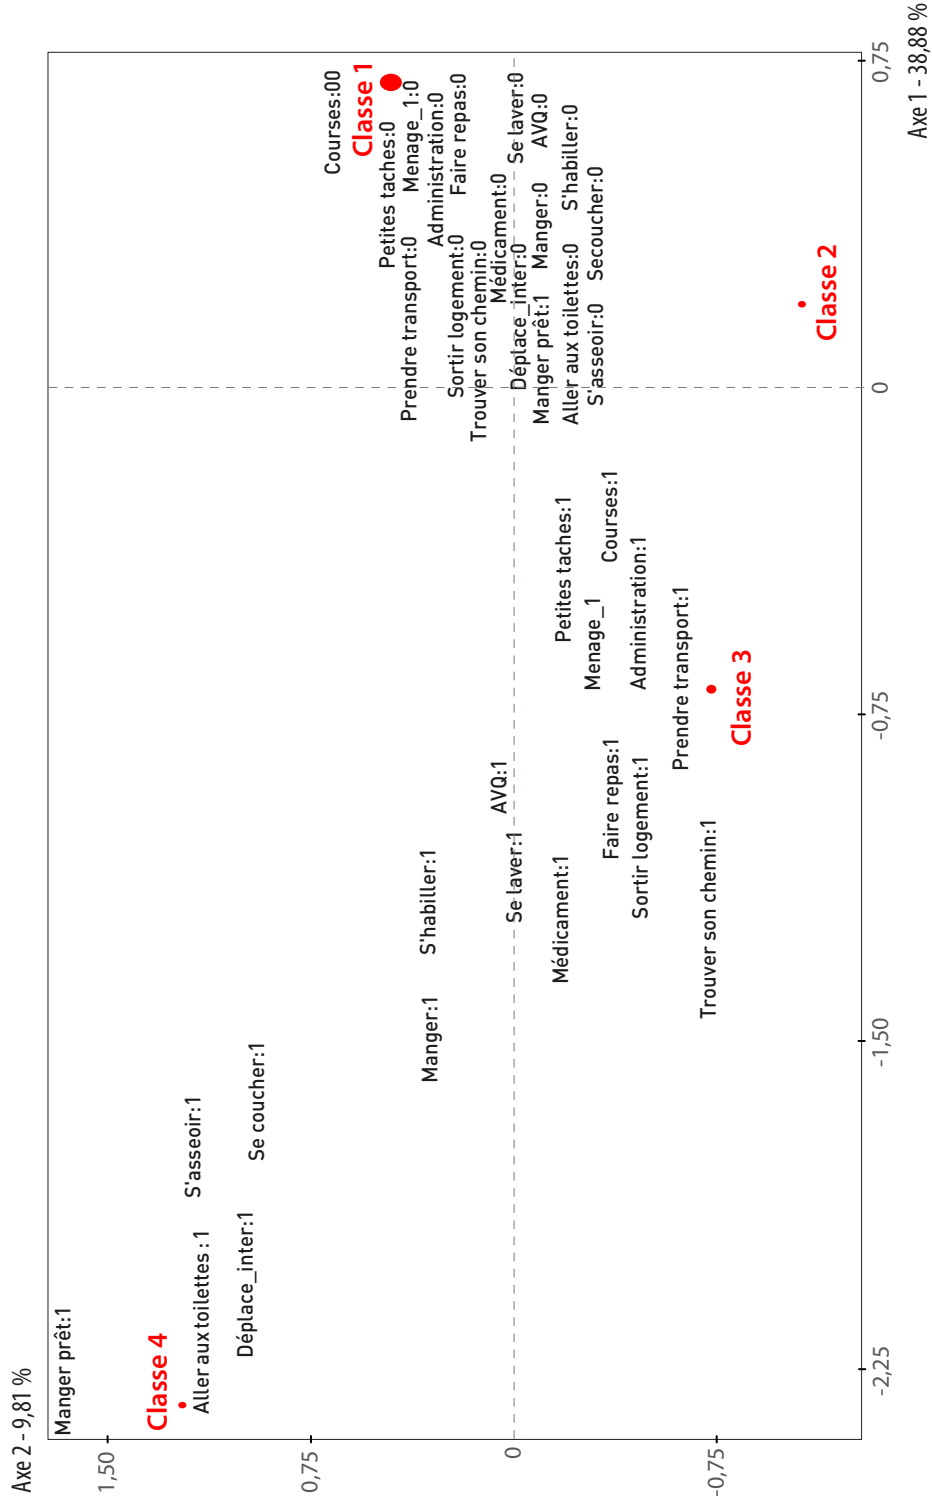 Axe 2 - 9,81 %
Manger prêt:1
Classe 4
Aller aux toilettes : 1
S'asseoir:1
Déplace_inter:1
Se coucher:1
Manger:1
S'habiller:1
AVQ:1
Se laver:1
Médicament:1
Faire repas:1
Sortir logement:1
Trouver son chemin:1
Petites taches:1
Menage_1
Courses:1
Administration:1
Prendre transport:1
Classe 3
Courses:00
Classe 1
Petites taches:0
Menage_1:0
Prendre transport:0
Administration:0
Faire repas:0
Sortir logement:0
Trouver son chemin:0
Médicament:0
Se laver:0
Déplace_inter:0
AVQ:0
Manger:0
Manger prêt:1
S'habiller:0
Aller aux toilettes:0
Secoucher:0
S'asseoir:0
Classe 2
1,50
0,75
0
-0,75
-2,25
-1,50
-0,75
0
0,75
Axe 1 - 38,88 %